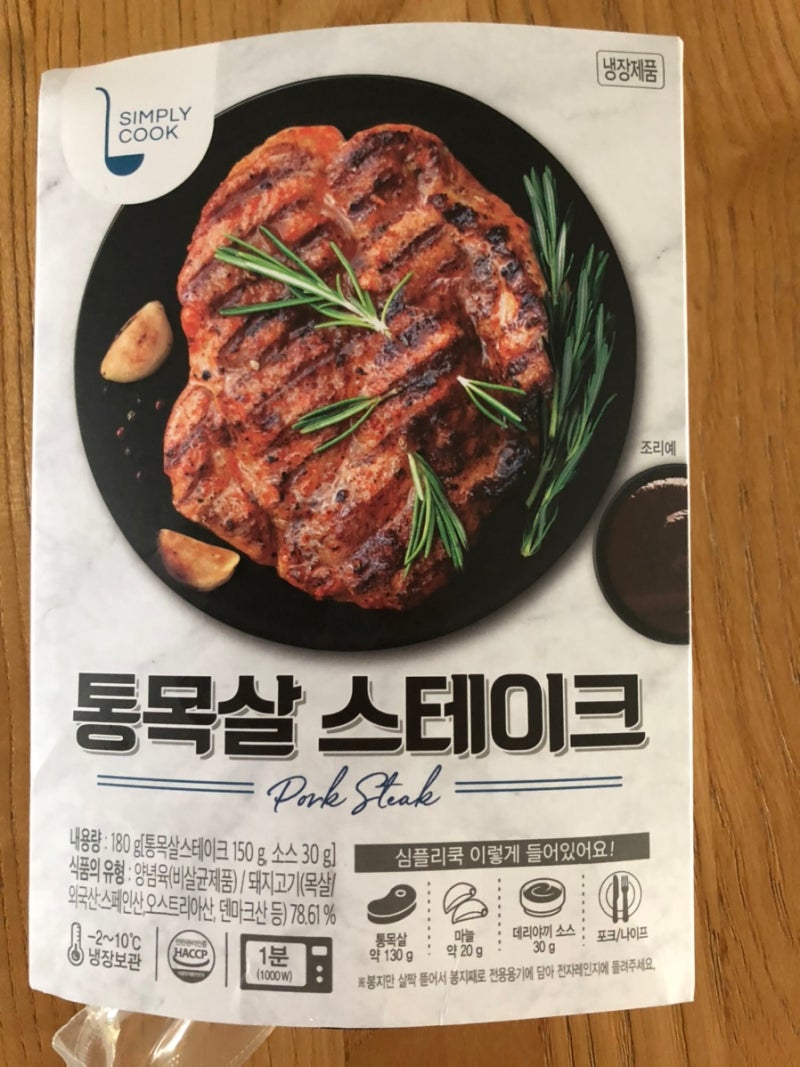 SIMPLY
COOK
냉장제품
조리예
통목살 스테이크
Pork Steak
내용량 : 180 g[통목살스테이크 150 g, 소스 30 g]
식품의 유형 : 양념육(비살균제품) / 돼지고기(목살/
외국산:스페인산,오스트리아산, 덴마크산 등) 78.61 %
-2~10℃
냉장보관
HACCP
1분
(1000W)
심플리쿡 이렇게 들어있어요!
통목살
약 130 g
마늘
약 20 g
데리야끼 소스
30 g
포크/나이프
※봉지만 살짝 뜯어서 봉지째로 전용용기에 담아 전자레인지에 돌려주세요.